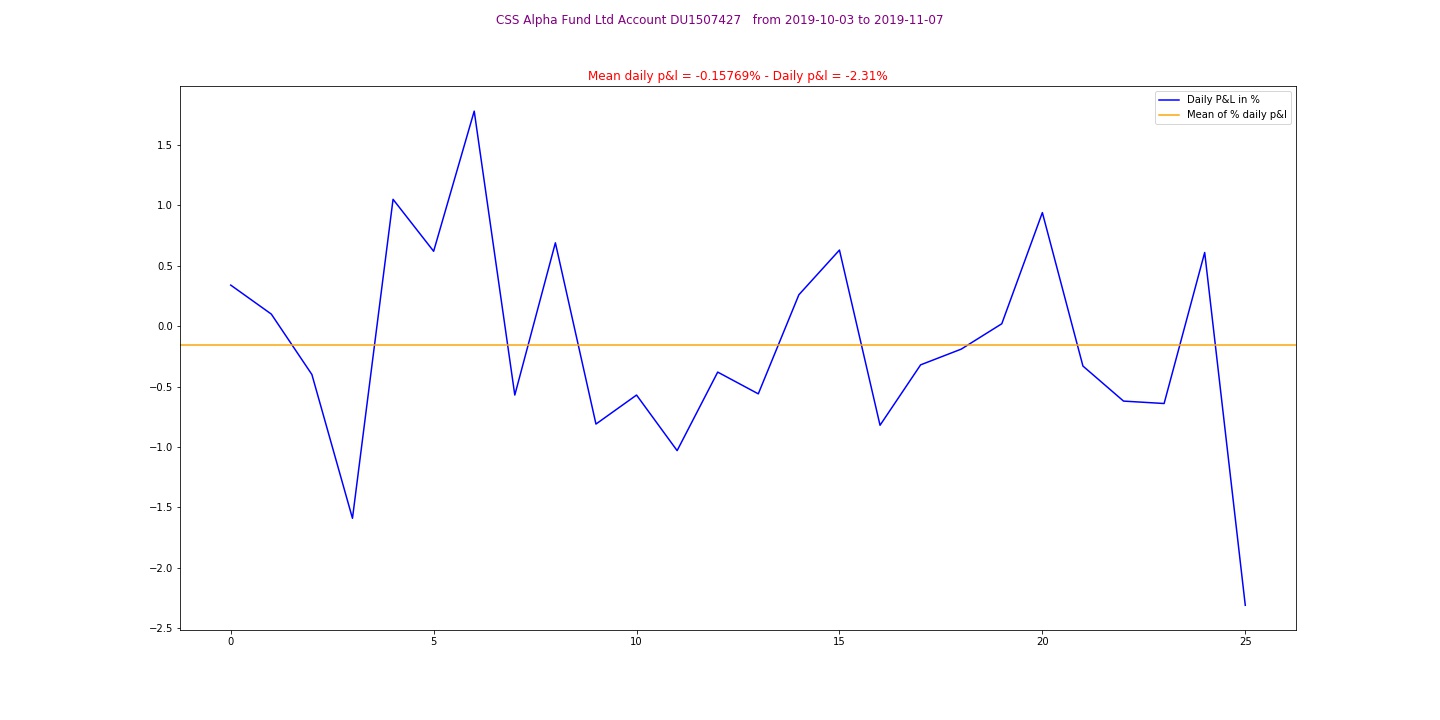 CSS Alpha Fund Ltd Account DU1507427   from 2019-10-03 to 2019-11-07
Mean daily p&l = -0.15769% - Daily p&l = -2.31%
Daily P&L in %
Mean of % daily p&l
1.5
1.0
0.5
0.0
−0.5
−1.0
−1.5
−2.0
−2.5
0 5 10 15 20 25